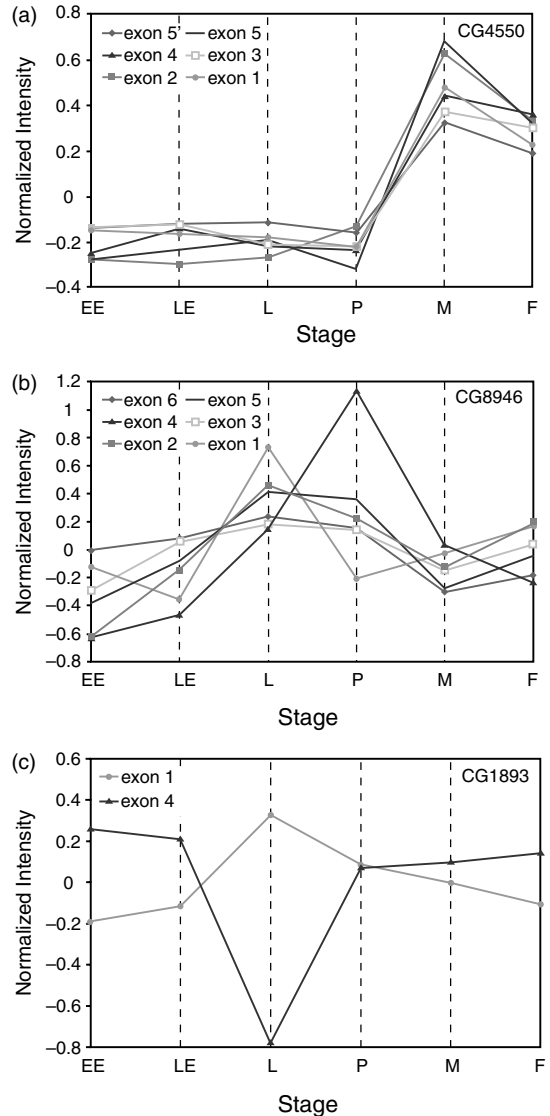 (a)
CG4550
exon 5' exon 5
exon 4 exon 3
exon 2 exon 1
Normalized Intensity
0.8
0.6
0.4
0.2
0
−0.2
−0.4
EE LE L P M F
Stage
(b)
CG8946
exon 6 exon 5
exon 4 exon 3
exon 2 exon 1
Normalized Intensity
1.2
1
0.8
0.6
0.4
0.2
0
−0.2
−0.4
−0.6
−0.8
EE LE L P M F
Stage
(c)
CG1893
exon 1
exon 4
Normalized Intensity
0.6
0.4
0.2
0
−0.2
−0.4
−0.6
−0.8
EE LE L P M F
Stage